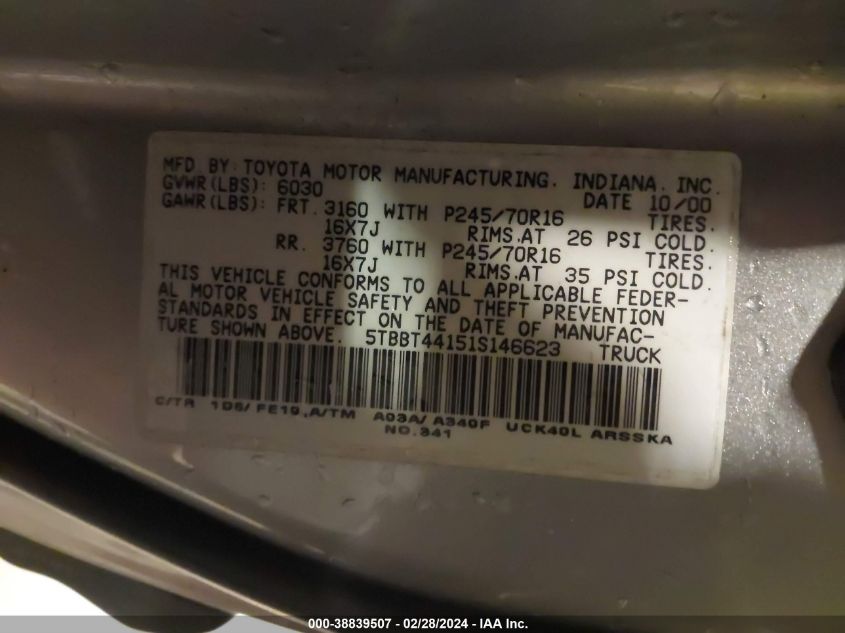 MFD. BY: TOYOTA MOTOR MANUFACTURING. INDIANA. INC.
GVWR(LBS): 6030 DATE 10/00
GAWR(LBS): FRT. 3160 WITH P245/70R16 TIRES.
16X7J RIMS.AT 26 PSI COLD.
RR. 3760 WITH P245/70R16 TIRES.
16X7J RIMS.AT 35 PSI COLD.
THIS VEHICLE CONFORMS TO ALL APPLICABLE FEDER-
AL MOTOR VEHICLE SAFETY AND THEFT PREVENTION
STANDARDS IN EFFECT ON THE DATE OF MANUFAC-
TURE SHOWN ABOVE. 5TBBT44151S146623 TRUCK
C/TR 1D6/ FE19 ,A/TM A03A/ A340F UCK40L ARSSKA
NO.341
000-38839507 - 02/28/2024 - IAA Inc.